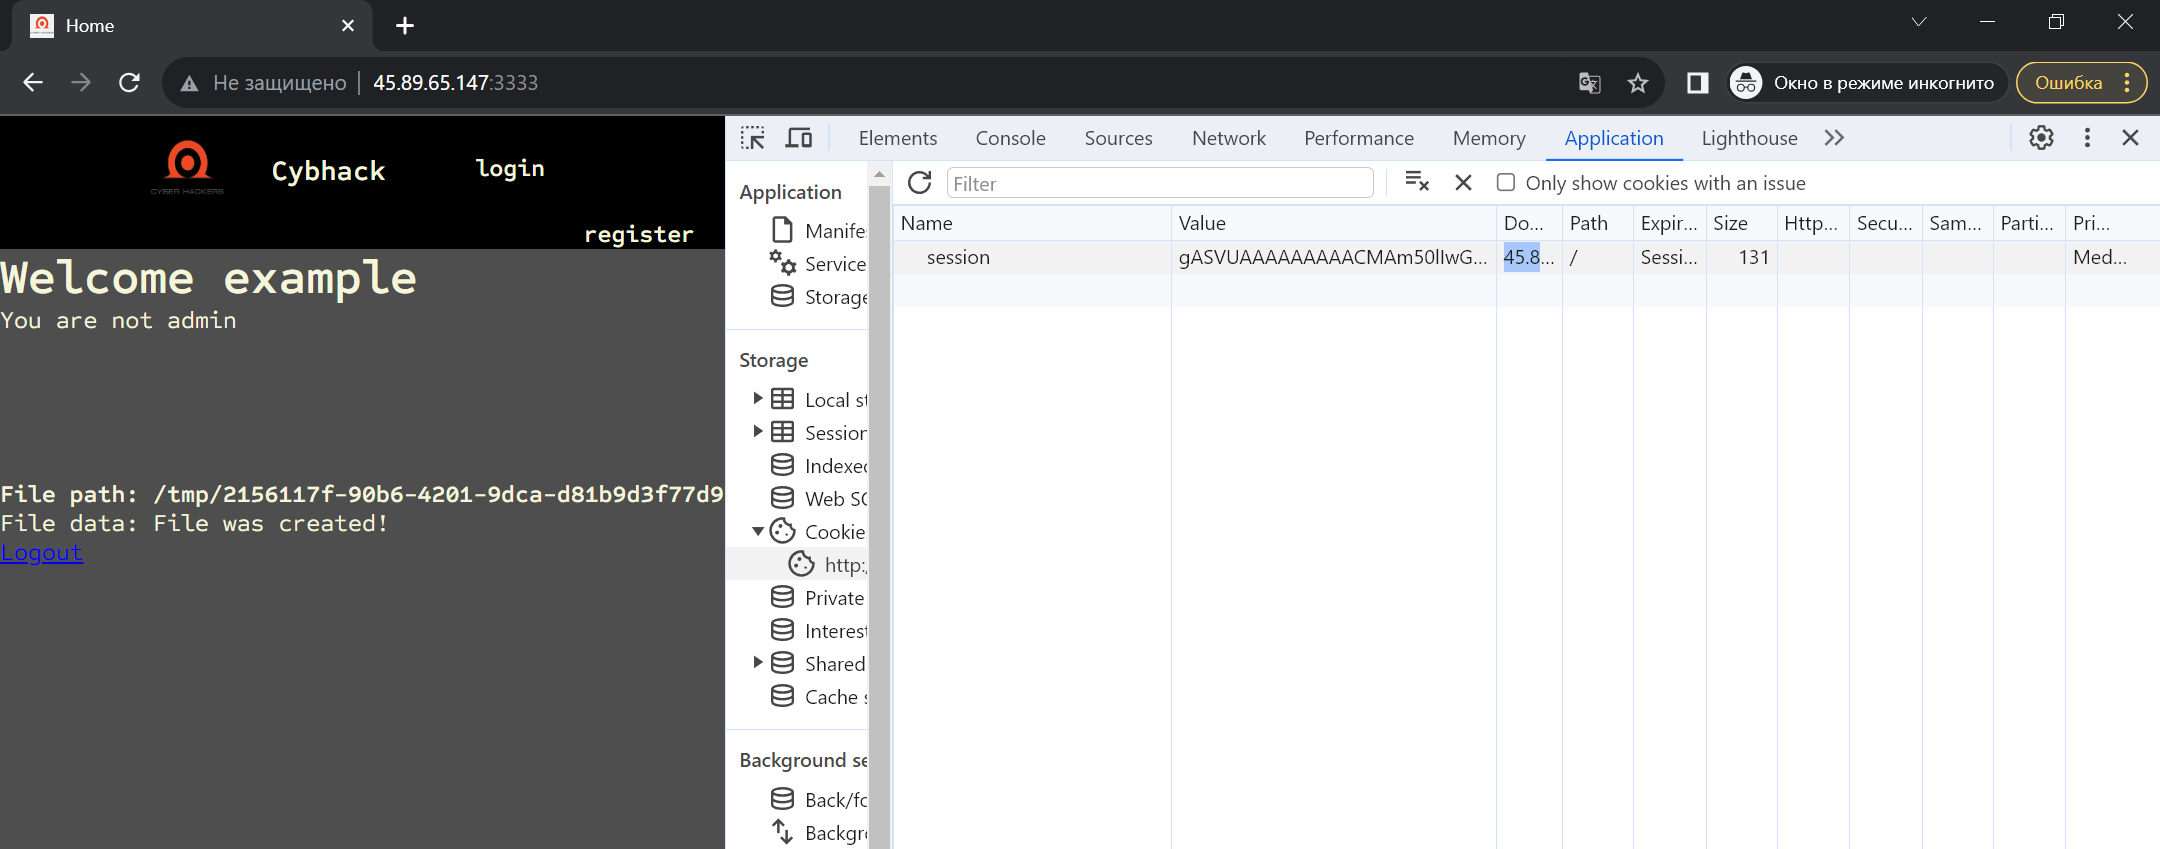 Home
Не защищено 45.89.65.147:3333
Окно в режиме инкогнито
Ошибка
CYBER HACKERS
Cybhack
login
register
Welcome example
You are not admin
File path: /tmp/2156117f-90b6-4201-9dca-d81b9d3f77d9
File data: File was created!
Logout
Elements Console Sources Network Performance Memory Application Lighthouse
Application
Manife
Service
Storage
Storage
Local st
Session
Indexed
Web SQ
Cookie
http:/
Private
Interest
Shared
Cache s
Background se
Back/fo
Backgro
Filter
Only show cookies with an issue
Name Value Do... Path Expir... Size Http... Secu... Sam... Parti... Pri...
session gASVUAAAAAAAAACMAm50lIwG... 45.8... / Sessi... 131 Med...